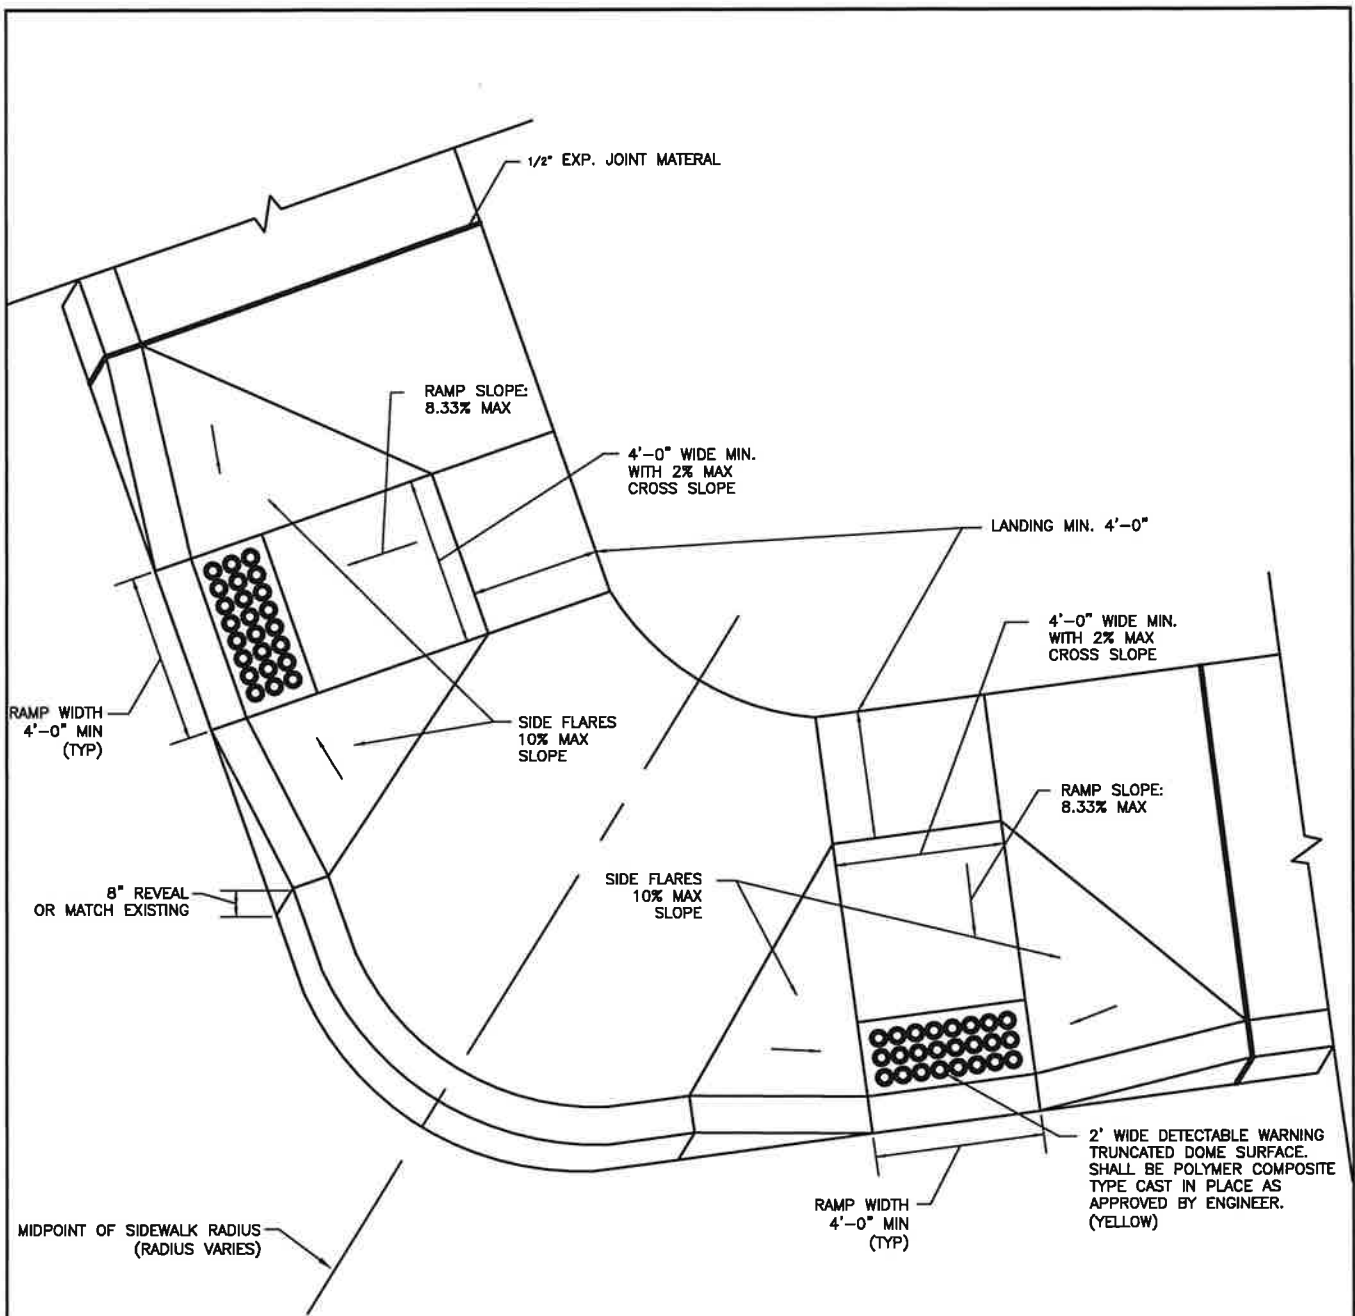 1/2" EXP. JOINT MATERAL
RAMP SLOPE:
8.33% MAX
4'-0" WIDE MIN.
WITH 2% MAX
CROSS SLOPE
LANDING MIN. 4'-0"
4'-0" WIDE MIN.
WITH 2% MAX
CROSS SLOPE
RAMP WIDTH
4'-0" MIN
(TYP)
SIDE FLARES
10% MAX
SLOPE
RAMP SLOPE:
8.33% MAX
8" REVEAL
OR MATCH EXISTING
SIDE FLARES
10% MAX
SLOPE
2' WIDE DETECTABLE WARNING
TRUNCATED DOME SURFACE.
SHALL BE POLYMER COMPOSITE
TYPE CAST IN PLACE AS
APPROVED BY ENGINEER.
(YELLOW)
RAMP WIDTH
4'-0" MIN
(TYP)
MIDPOINT OF SIDEWALK RADIUS
(RADIUS VARIES)